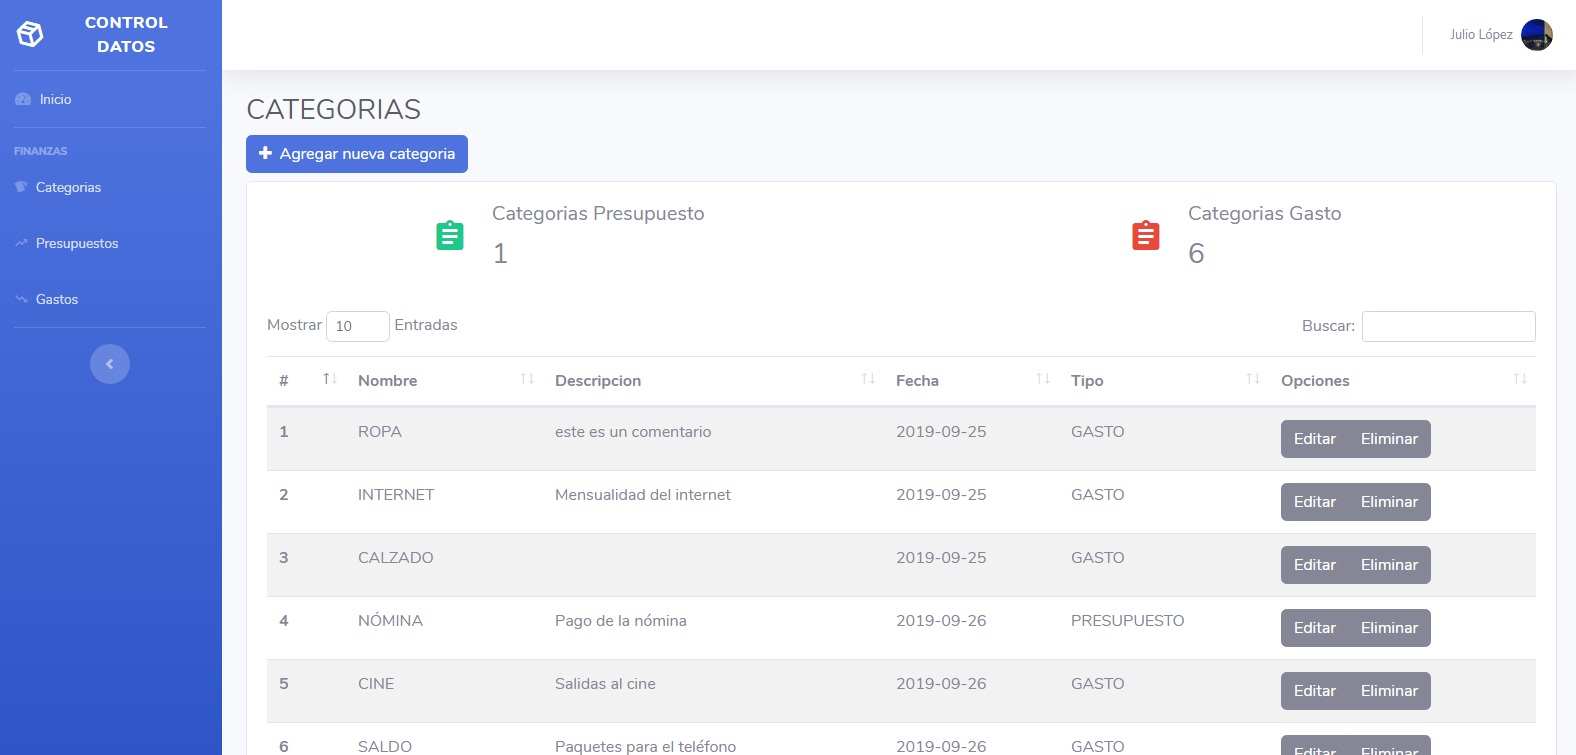 CONTROL
DATOS
Julio López
Inicio
FINANZAS
Categorias
Presupuestos
Gastos
CATEGORIAS
Agregar nueva categoria
Categorias Presupuesto
1
Categorias Gasto
6
Mostrar 10 Entradas
Buscar:
# Nombre Descripcion Fecha Tipo Opciones
1 ROPA este es un comentario 2019-09-25 GASTO Editar Eliminar
2 INTERNET Mensualidad del internet 2019-09-25 GASTO Editar Eliminar
3 CALZADO 2019-09-25 GASTO Editar Eliminar
4 NÓMINA Pago de la nómina 2019-09-26 PRESUPUESTO Editar Eliminar
5 CINE Salidas al cine 2019-09-26 GASTO Editar Eliminar
6 SALDO Paquetes para el teléfono 2019-09-26 GASTO Editar Eliminar